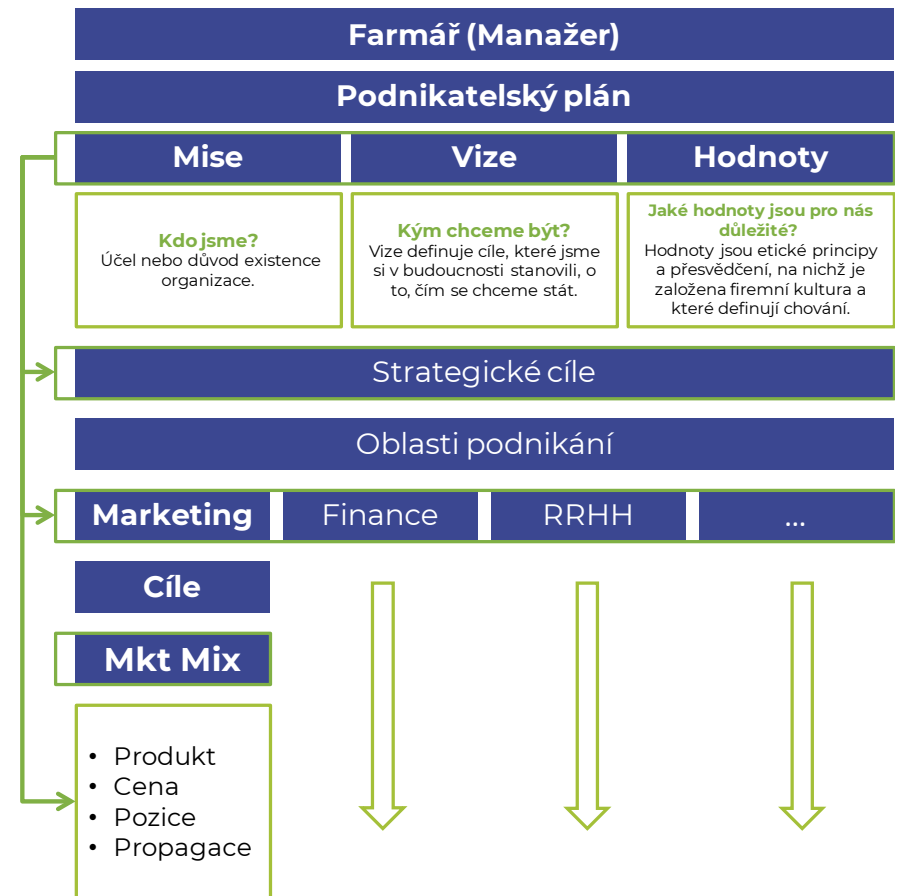 Farmář (Manažer)
Podnikatelský plán
Mise
Vize
Hodnoty
Kdo jsme?
Účel nebo důvod existence
organizace.
Kým chceme být?
Vize definuje cíle, které jsme
si v budoucnosti stanovili, o
to, čím se chceme stát.
Jaké hodnoty jsou pro nás
důležité?
Hodnoty jsou etické principy
a přesvědčení, na nichž je
založena firemní kultura a
které definují chování.
Strategické cíle
Oblasti podnikání
Marketing
Finance
RRHH
...
Cíle
Mkt Mix
• Produkt
• Cena
• Pozice
• Propagace